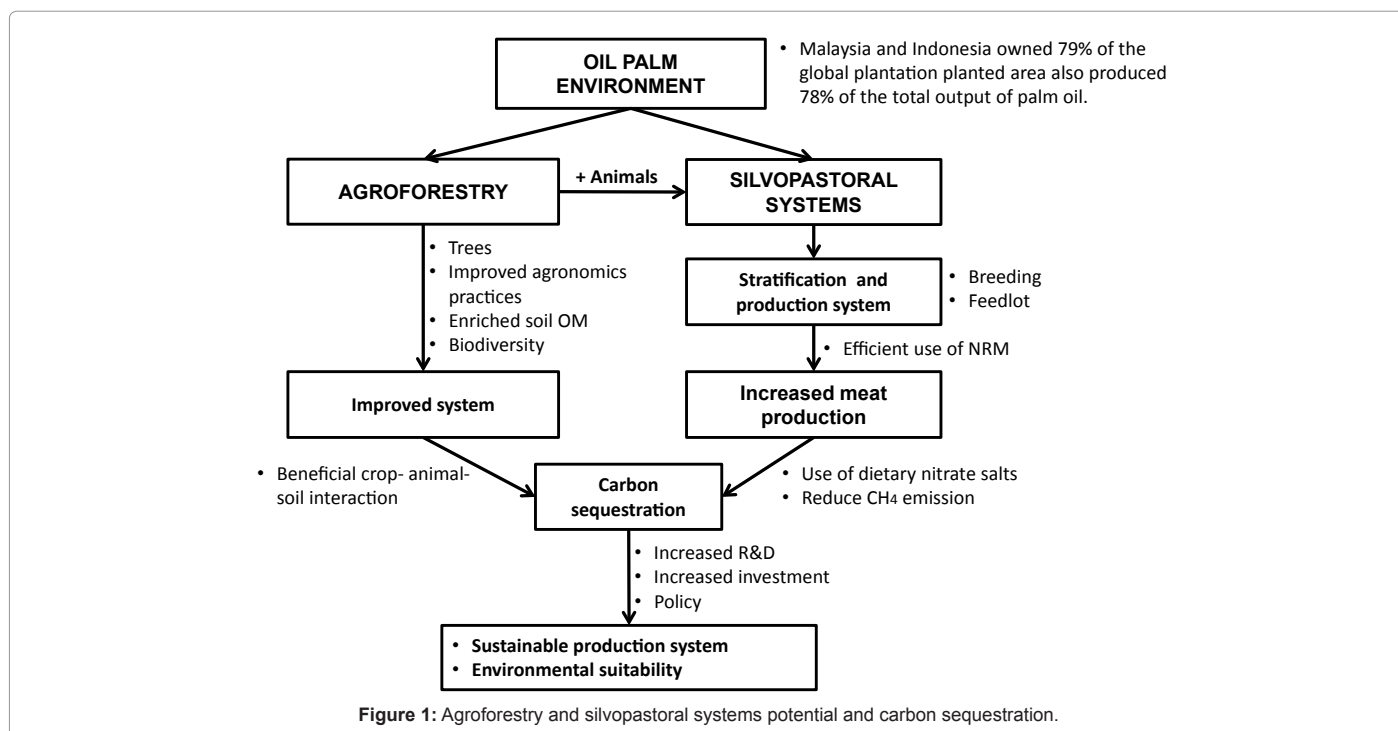 OIL PALM
ENVIRONMENT
• Malaysia and Indonesia owned 79% of the
global plantation planted area also produced
78% of the total output of palm oil.
AGROFORESTRY
+ Animals
SILVOPASTORAL
SYSTEMS
• Trees
• Improved agronomics
practices
• Enriched soil OM
• Biodiversity
Stratification and
production system
• Breeding
• Feedlot
• Efficient use of NRM
Improved system
Increased meat
production
• Beneficial crop- animal-
soil interaction
Carbon
sequestration
• Use of dietary nitrate salts
• Reduce CH4 emission
• Increased R&D
• Increased investment
• Policy
• Sustainable production system
• Environmental suitability
Figure 1: Agroforestry and silvopastoral systems potential and carbon sequestration.